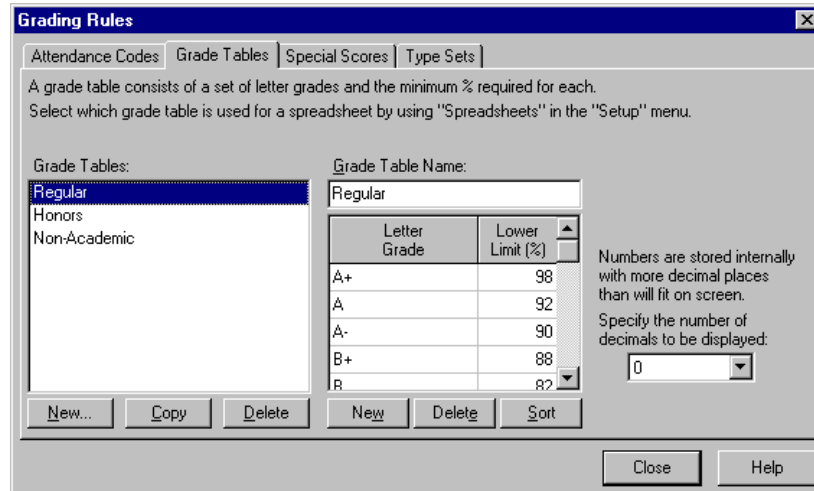 Grading Rules
Attendance Codes Grade Tables Special Scores Type Sets
A grade table consists of a set of letter grades and the minimum % required for each.
Select which grade table is used for a spreadsheet by using "Spreadsheets" in the "Setup" menu.
Grade Tables:
Regular
Honors
Non-Academic
New... Copy Delete
Grade Table Name:
Regular
Letter Grade Lower Limit (%)
A+ 98
A 92
A- 90
B+ 88
B 82
New Delete Sort
Numbers are stored internally
with more decimal places
than will fit on screen.
Specify the number of
decimals to be displayed:
0
Close Help